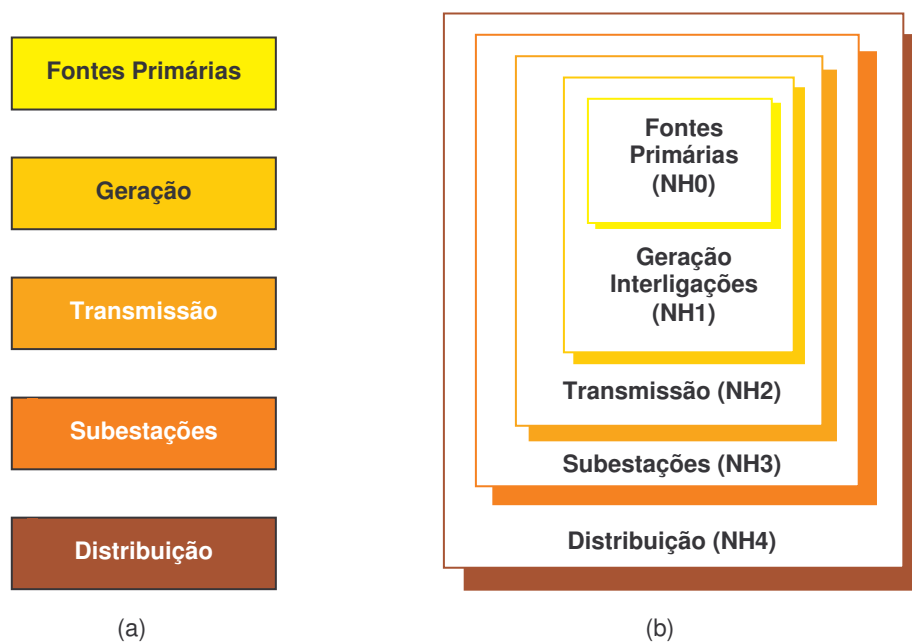 Fontes Primárias
Geração
Transmissão
Subestações
Distribuição
(a)
Fontes
Primárias
(NH0)
Geração
Interligações
(NH1)
Transmissão (NH2)
Subestações (NH3)
Distribuição (NH4)
(b)